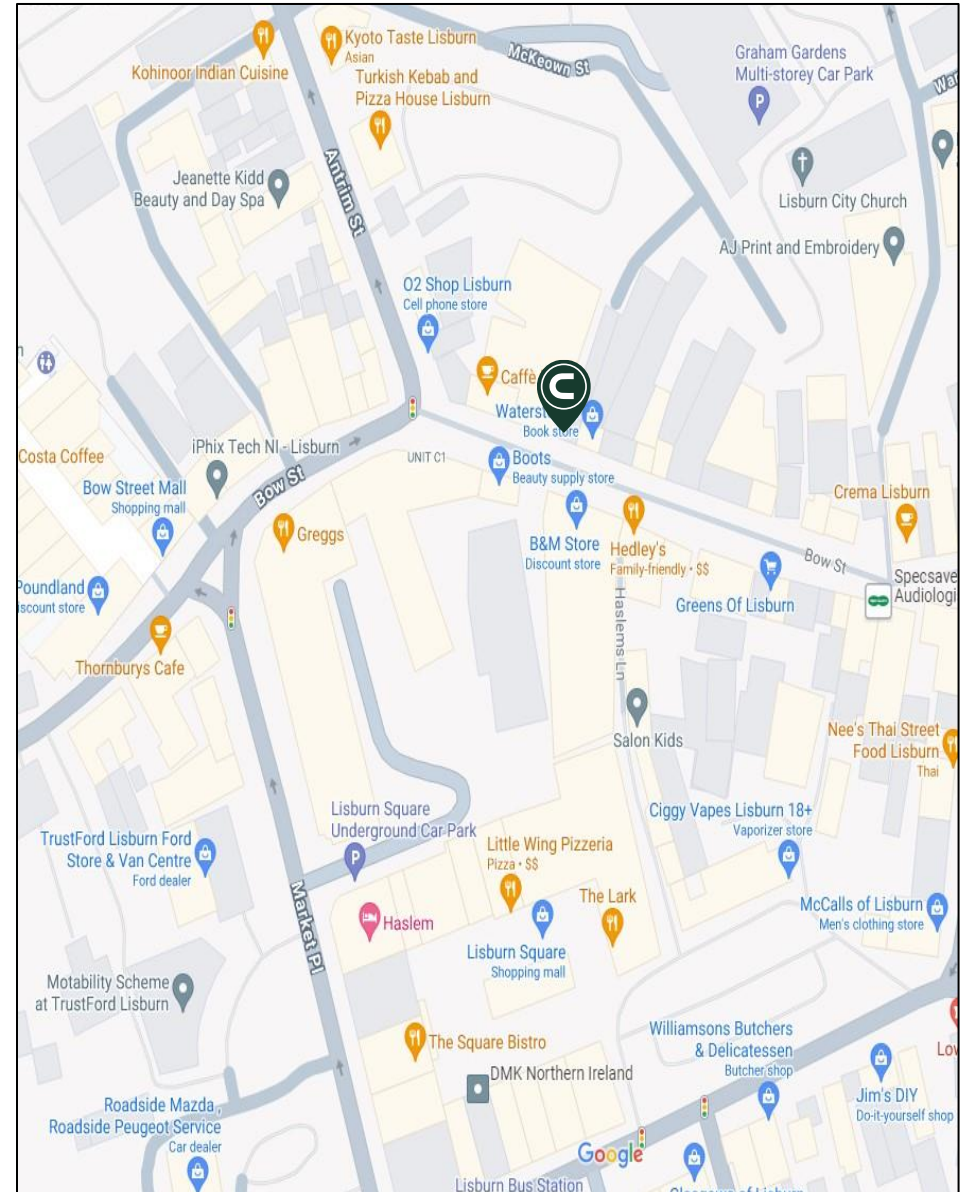 Kyoto Taste Lisburn
Asian
Kohinoor Indian Cuisine
Turkish Kebab and
Pizza House Lisburn
McKeown St
Graham Gardens
Multi-storey Car Park
P
Antrim St
Jeanette Kidd
Beauty and Day Spa
Lisburn City Church
AJ Print and Embroidery
O2 Shop Lisburn
Cell phone store
Caffè
C
Book store
iPhix Tech NI - Lisburn
Costa Coffee
Bow St
UNIT C1
Boots
Beauty supply store
Bow Street Mall
Shopping mall
Greggs
B&M Store
Discount store
Hedley's
Family-friendly • $$
Crema Lisburn
Bow St
Poundland
Greens Of Lisburn
Haslems Ln
Thornburys Cafe
Salon Kids
Nee's Thai Street
Food Lisburn
Thai
Lisburn Square
Underground Car Park
P
Ciggy Vapes Lisburn 18+
Vaporizer store
TrustFord Lisburn Ford
Store & Van Centre
Ford dealer
Little Wing Pizzeria
Pizza • $$
The Lark
Market Pl
Haslem
McCalls of Lisburn
Men's clothing store
Lisburn Square
Shopping mall
Motability Scheme
at TrustFord Lisburn
The Square Bistro
Williamsons Butchers
& Delicatessen
Butcher shop
DMK Northern Ireland
Jim's DIY
Do-it-yourself shop
Roadside Mazda,
Roadside Peugeot Service
Car dealer
Google
Lisburn Bus Station